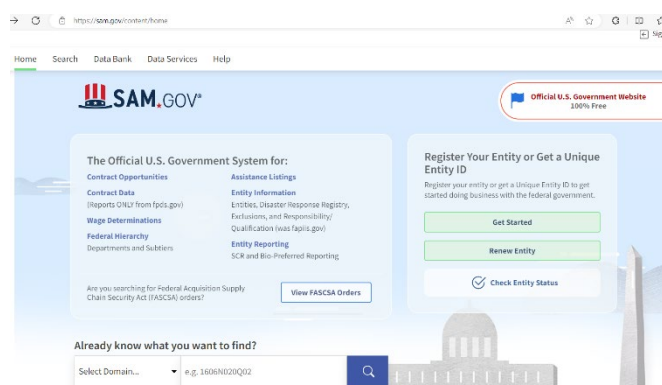 https://sam.gov/content/home
Home Search Data Bank Data Services Help
SAM.GOV®
Official U.S. Government Website
100% Free
The Official U.S. Government System for:
Contract Opportunities
Contract Data
(Reports ONLY from fpds.gov)
Wage Determinations
Federal Hierarchy
Departments and Subtiers
Assistance Listings
Entity Information
Entities, Disaster Response Registry,
Exclusions, and Responsibility/
Qualification (was fapiis.gov)
Entity Reporting
SCR and Bio-Preferred Reporting
Are you searching for Federal Acquisition Supply
Chain Security Act (FASCSA) orders?
View FASCSA Orders
Register Your Entity or Get a Unique
Entity ID
Register your entity or get a Unique Entity ID to get
started doing business with the federal government.
Get Started
Renew Entity
Check Entity Status
Already know what you want to find?
Select Domain... e.g. 1606N020Q02